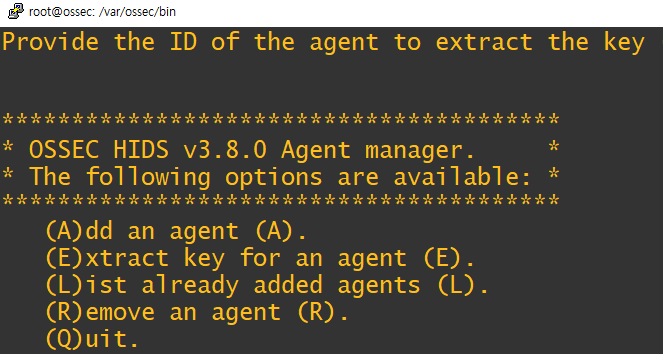 root@ossec: /var/ossec/bin
Provide the ID of the agent to extract the key
****************************************
* OSSEC HIDS v3.8.0 Agent manager.     *
* The following options are available: *
****************************************
   (A)dd an agent (A).
   (E)xtract key for an agent (E).
   (L)ist already added agents (L).
   (R)emove an agent (R).
   (Q)uit.